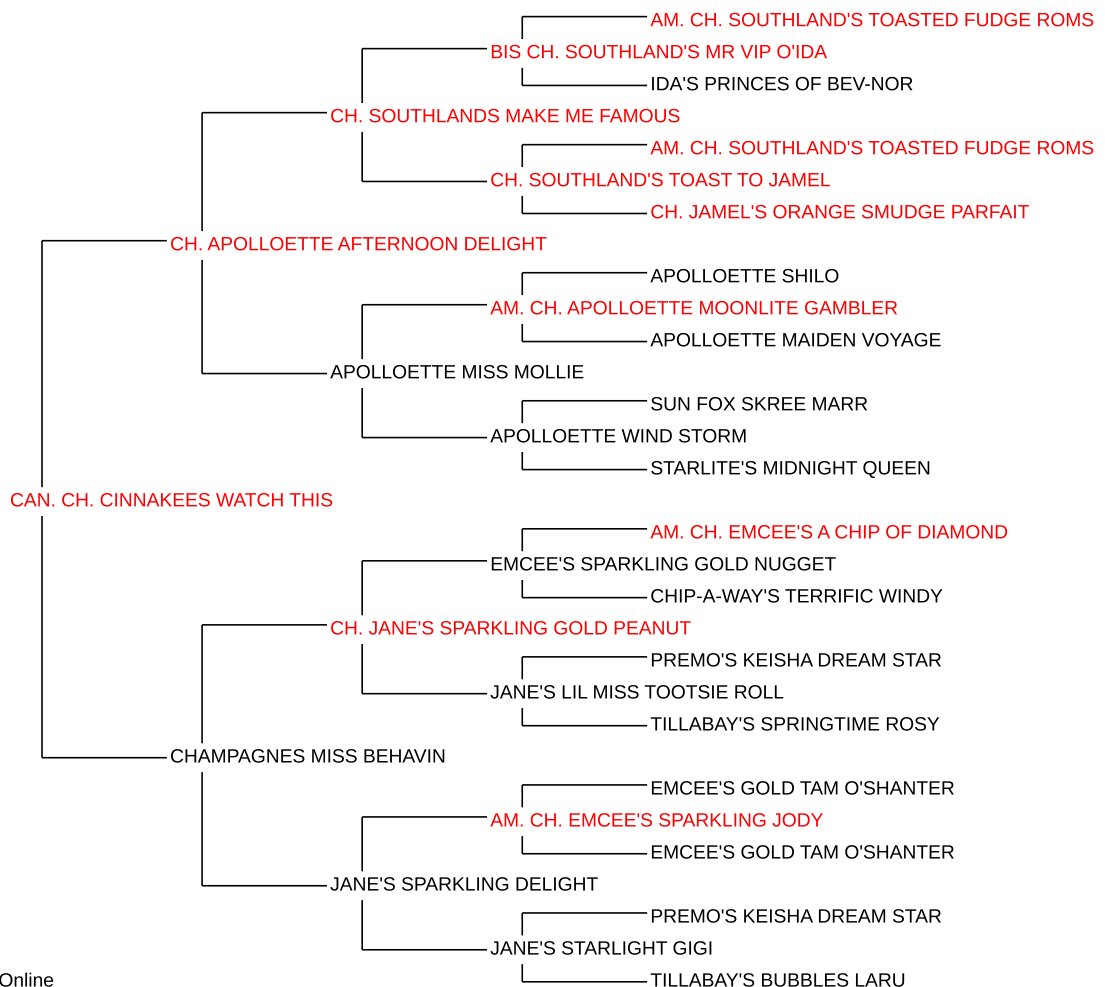 AM. CH. SOUTHLAND'S TOASTED FUDGE ROMS
BIS CH. SOUTHLAND'S MR VIP O'IDA
IDA'S PRINCES OF BEV-NOR
CH. SOUTHLANDS MAKE ME FAMOUS
AM. CH. SOUTHLAND'S TOASTED FUDGE ROMS
CH. SOUTHLAND'S TOAST TO JAMEL
CH. JAMEL'S ORANGE SMUDGE PARFAIT
CH. APOLLOETTE AFTERNOON DELIGHT
APOLLOETTE SHILO
AM. CH. APOLLOETTE MOONLITE GAMBLER
APOLLOETTE MAIDEN VOYAGE
APOLLOETTE MISS MOLLIE
SUN FOX SKREE MARR
APOLLOETTE WIND STORM
STARLITE'S MIDNIGHT QUEEN
CAN. CH. CINNAKEES WATCH THIS
AM. CH. EMCEE'S A CHIP OF DIAMOND
EMCEE'S SPARKLING GOLD NUGGET
CHIP-A-WAY'S TERRIFIC WINDY
CH. JANE'S SPARKLING GOLD PEANUT
PREMO'S KEISHA DREAM STAR
JANE'S LIL MISS TOOTSIE ROLL
TILLABAY'S SPRINGTIME ROSY
CHAMPAGNES MISS BEHAVIN
EMCEE'S GOLD TAM O'SHANTER
AM. CH. EMCEE'S SPARKLING JODY
EMCEE'S GOLD TAM O'SHANTER
JANE'S SPARKLING DELIGHT
PREMO'S KEISHA DREAM STAR
JANE'S STARLIGHT GIGI
TILLABAY'S BUBBLES LARU
Online